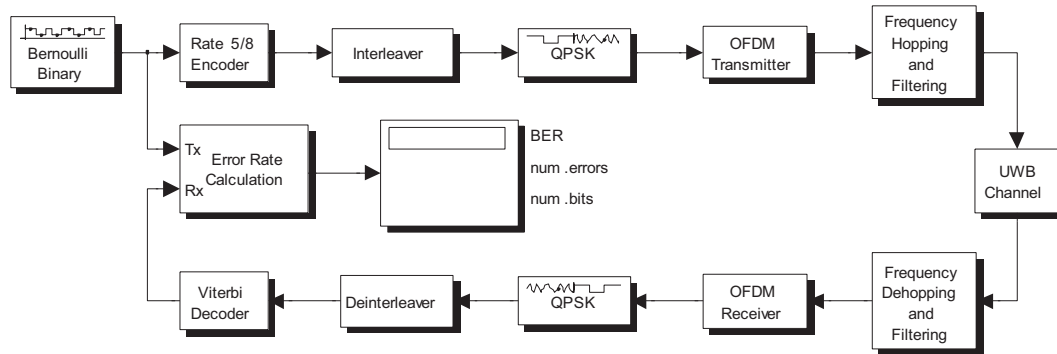 Bernoulli
Binary
Rate 5/8
Encoder
Interleaver
QPSK
OFDM
Transmitter
Frequency
Hopping
and
Filtering
Tx
Rx
Error Rate
Calculation
BER
num .errors
num .bits
UWB
Channel
Viterbi
Decoder
Deinterleaver
QPSK
OFDM
Receiver
Frequency
Dehopping
and
Filtering